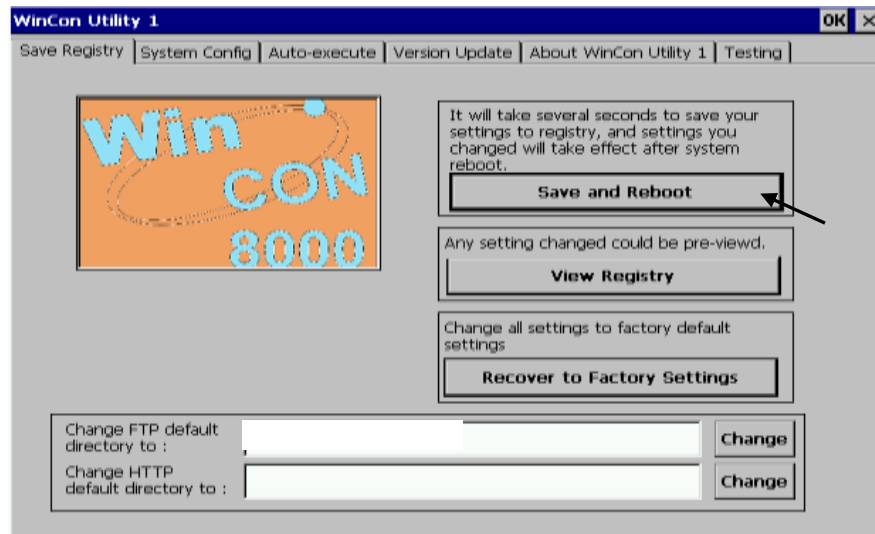 WinCon Utility 1 OK ×
Save Registry System Config Auto-execute Version Update About WinCon Utility 1 Testing
Win
CON
8000
It will take several seconds to save your
settings to registry, and settings you
changed will take effect after system
reboot.
Save and Reboot
Any setting changed could be pre-viewd.
View Registry
Change all settings to factory default
settings
Recover to Factory Settings
Change FTP default
directory to :
Change
Change HTTP
default directory to :
Change